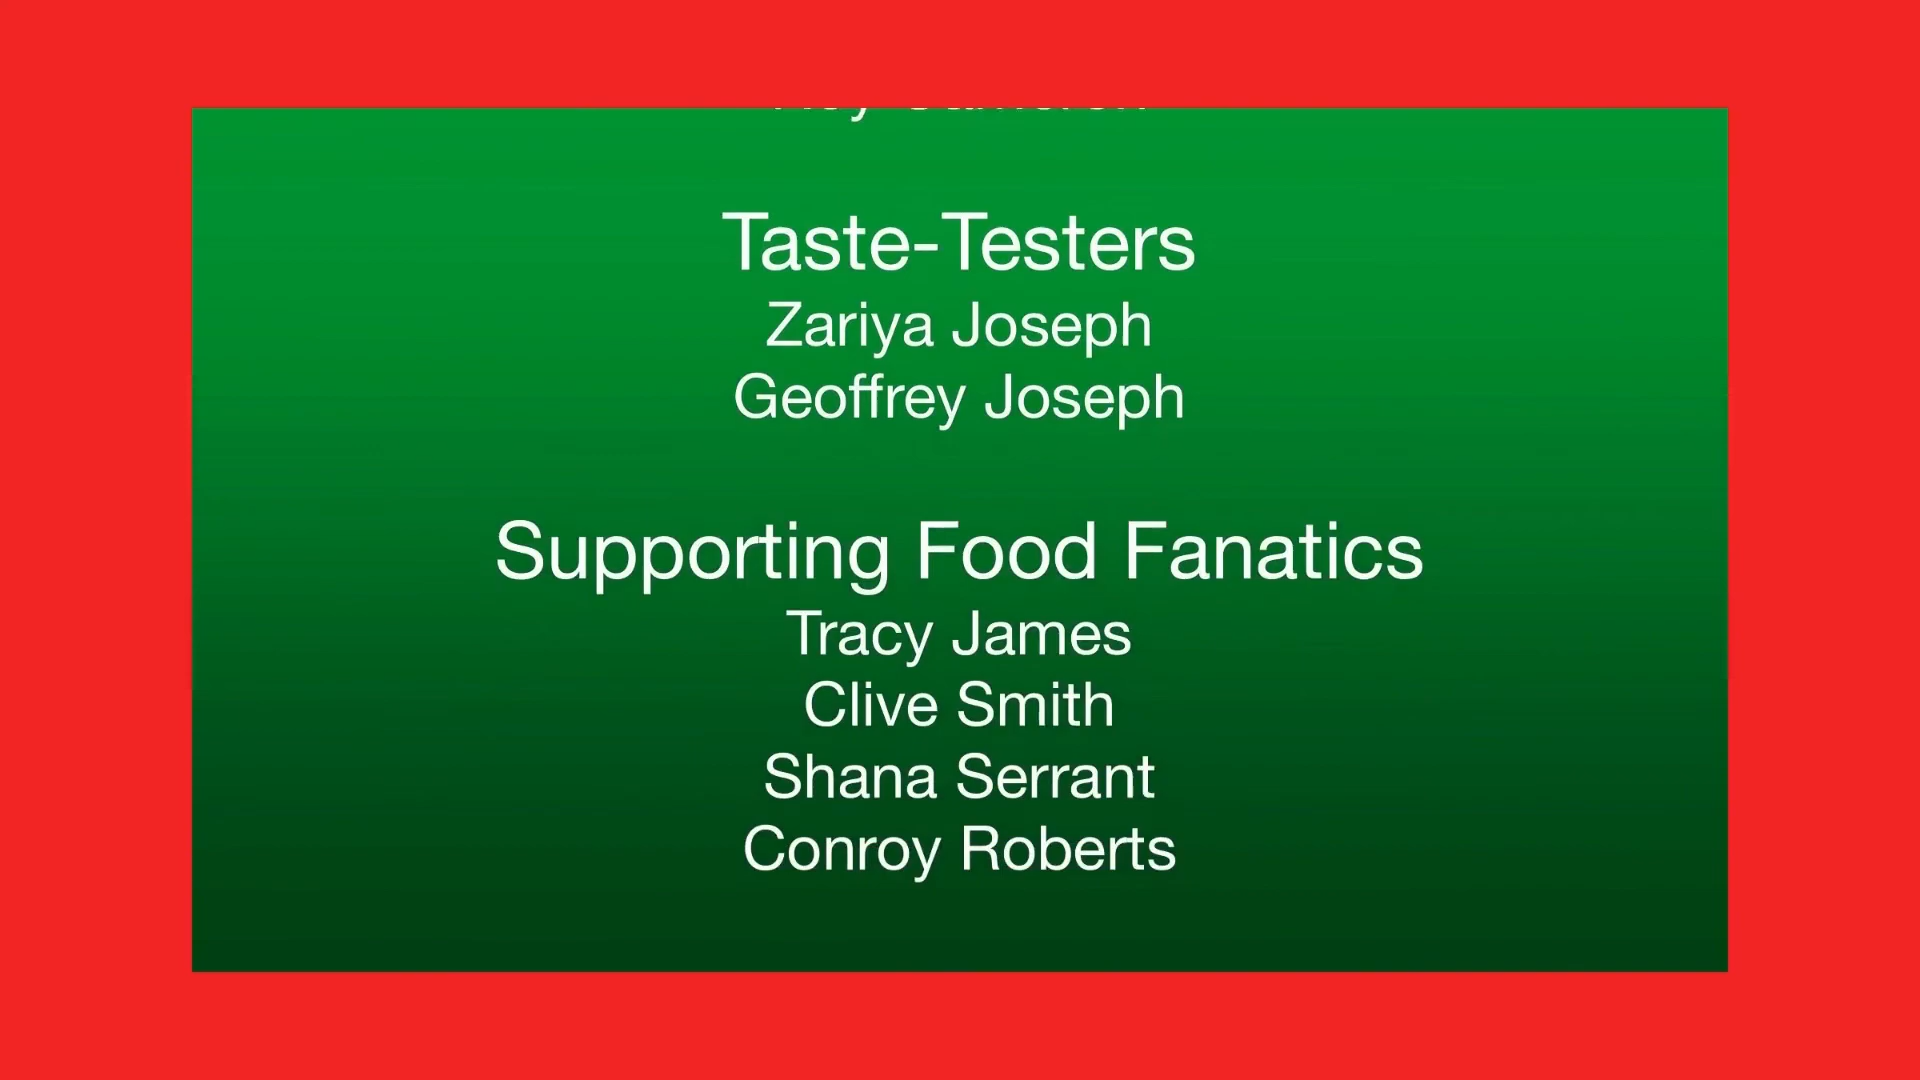 Taste-Testers
Zariya Joseph
Geoffrey Joseph
Supporting Food Fanatics
Tracy James
Clive Smith
Shana Serrant
Conroy Roberts